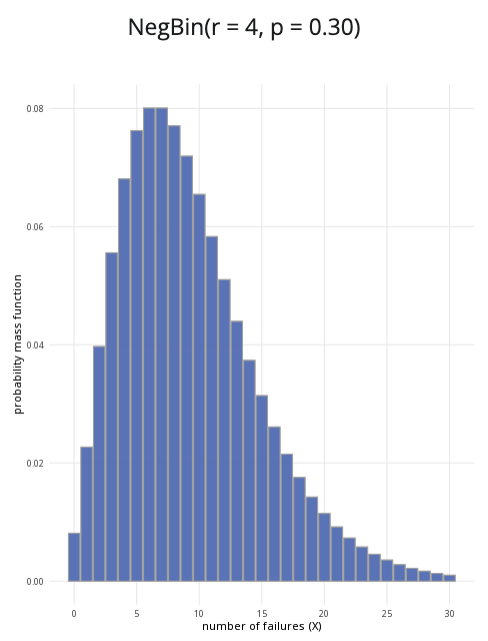 NegBin(r = 4, p = 0.30)
probability mass function
0.08
0.06
0.04
0.02
0.00
0 5 10 15 20 25 30
number of failures (X)